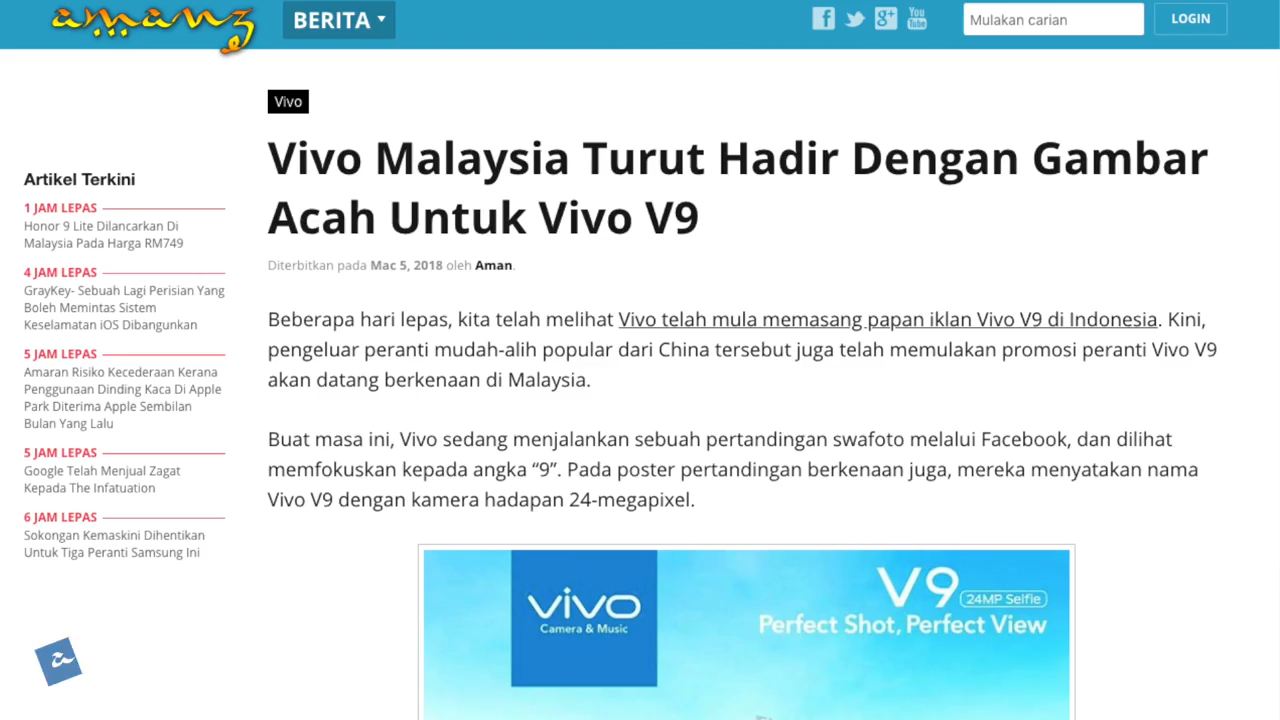 amanz
BERITA
Mulakan carian
LOGIN
Vivo
Vivo Malaysia Turut Hadir Dengan Gambar
Acah Untuk Vivo V9
Diterbitkan pada Mac 5, 2018 oleh Aman.
Artikel Terkini
1 JAM LEPAS
Honor 9 Lite Dilancarkan Di
Malaysia Pada Harga RM749
4 JAM LEPAS
GrayKey- Sebuah Lagi Perisian Yang
Boleh Memintas Sistem
Keselamatan iOS Dibangunkan
5 JAM LEPAS
Amaran Risiko Kecederaan Kerana
Penggunaan Dinding Kaca Di Apple
Park Diterima Apple Sembilan
Bulan Yang Lalu
5 JAM LEPAS
Google Telah Menjual Zagat
Kepada The Infatuation
6 JAM LEPAS
Sokongan Kemaskini Dihentikan
Untuk Tiga Peranti Samsung Ini
Beberapa hari lepas, kita telah melihat Vivo telah mula memasang papan iklan Vivo V9 di Indonesia. Kini,
pengeluar peranti mudah-alih popular dari China tersebut juga telah memulakan promosi peranti Vivo V9
akan datang berkenaan di Malaysia.
Buat masa ini, Vivo sedang menjalankan sebuah pertandingan swafoto melalui Facebook, dan dilihat
memfokuskan kepada angka “9”. Pada poster pertandingan berkenaan juga, mereka menyatakan nama
Vivo V9 dengan kamera hadapan 24-megapixel.
vivo
Camera & Music
V9 24MP Selfie
Perfect Shot, Perfect View